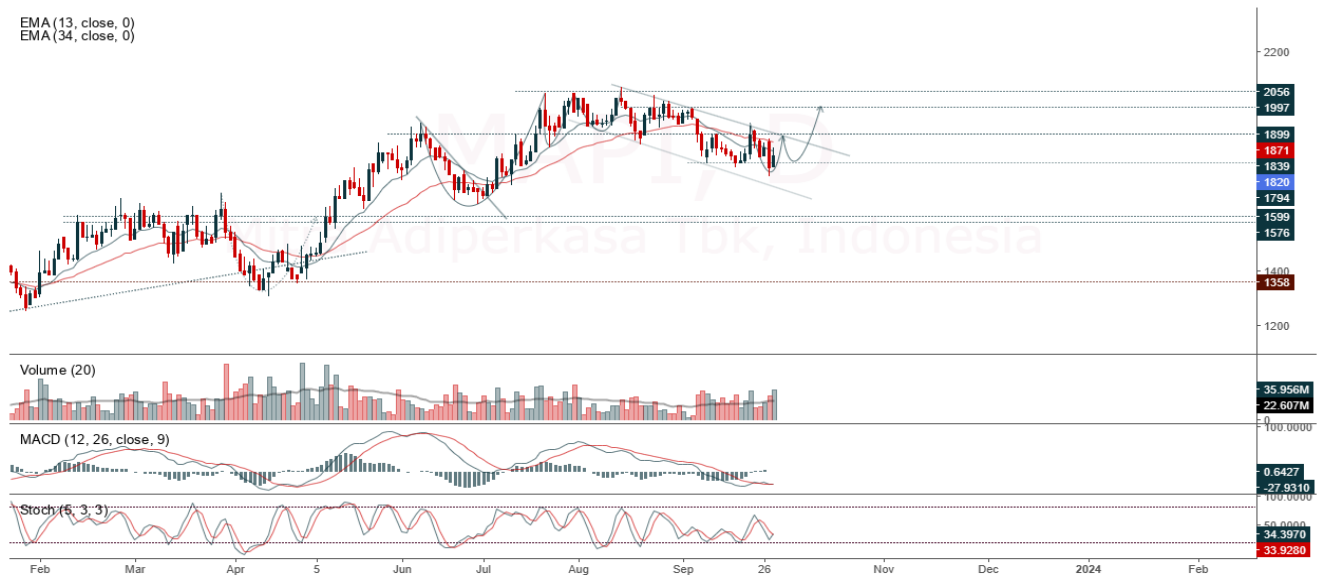 EMA (13, close, 0)
EMA (34, close, 0)
MAPI, D
Mitra Adiperkasa Tbk., Indonesia
2200
2056
1997
1899
1871
1839
1820
1794
1599
1576
1400
1358
1200
Volume (20)
35.956M
22.607M
0
MACD (12, 26, close, 9)
100.0000
0.6427
-27.9310
Stoch (5, 3, 3)
100.0000
50.0000
34.3970
33.9280
Feb Mar Apr 5 Jun Jul Aug Sep 26 Nov Dec 2024 Feb